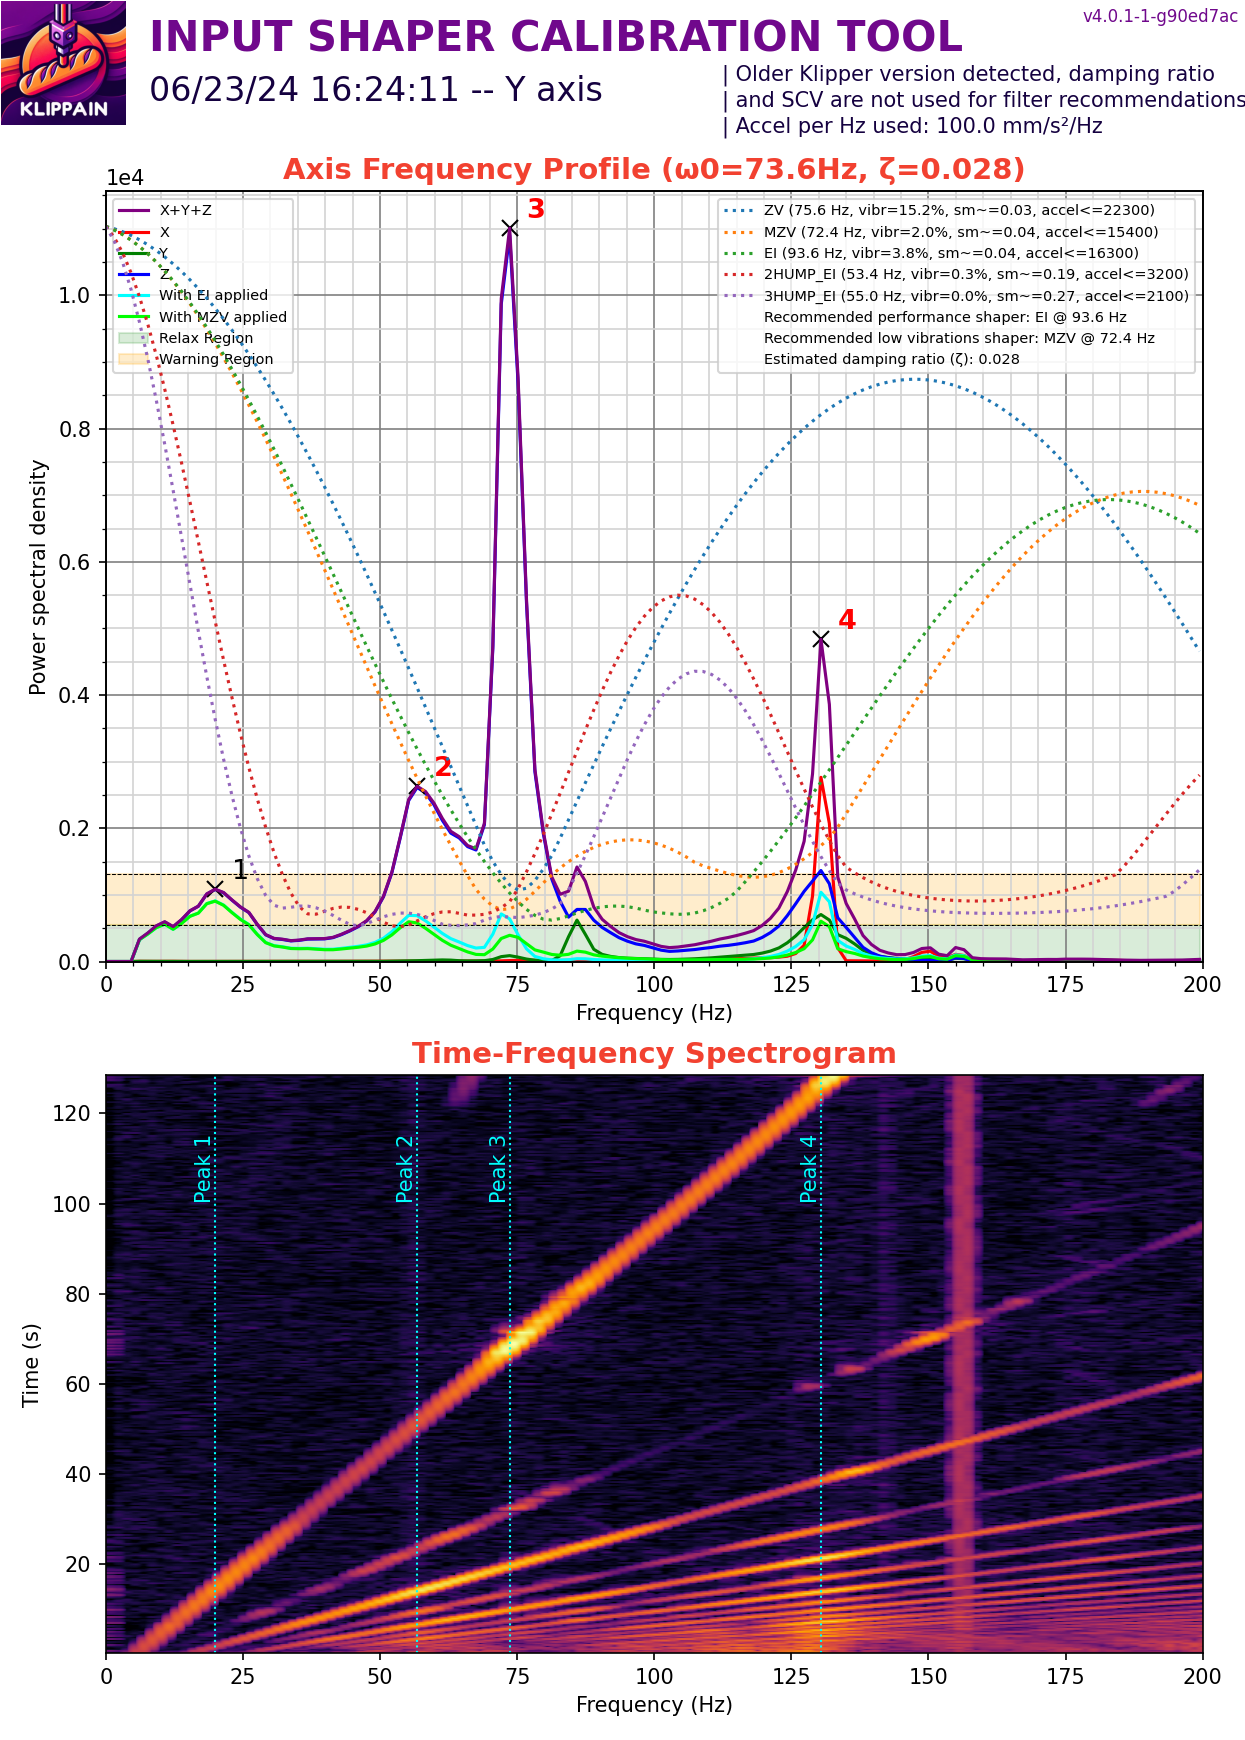 v4.0.1-1-g90ed7ac
INPUT SHAPER CALIBRATION TOOL
06/23/24 16:24:11 -- Y axis
| Older Klipper version detected, damping ratio
| and SCV are not used for filter recommendations
| Accel per Hz used: 100.0 mm/s²/Hz
KLIPPAIN
Axis Frequency Profile (ω0=73.6Hz, ζ=0.028)
1e4
X+Y+Z
X
Y
Z
With EI applied
With MZV applied
Relax Region
Warning Region
ZV (75.6 Hz, vibr=15.2%, sm~=0.03, accel<=22300)
MZV (72.4 Hz, vibr=2.0%, sm~=0.04, accel<=15400)
EI (93.6 Hz, vibr=3.8%, sm~=0.04, accel<=16300)
2HUMP_EI (53.4 Hz, vibr=0.3%, sm~=0.19, accel<=3200)
3HUMP_EI (55.0 Hz, vibr=0.0%, sm~=0.27, accel<=2100)
Recommended performance shaper: EI @ 93.6 Hz
Recommended low vibrations shaper: MZV @ 72.4 Hz
Estimated damping ratio (ζ): 0.028
3
4
2
1
Power spectral density
1.0
0.8
0.6
0.4
0.2
0.0
0 25 50 75 100 125 150 175 200
Frequency (Hz)
Time-Frequency Spectrogram
Time (s)
120
100
80
60
40
20
Peak 1
Peak 2
Peak 3
Peak 4
0 25 50 75 100 125 150 175 200
Frequency (Hz)